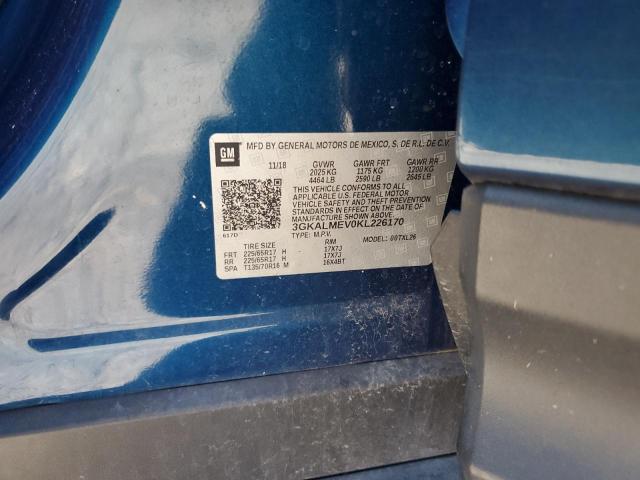 GM MFD BY GENERAL MOTORS DE MEXICO, S. DE R.L. DE C.V.
11/18 GVWR GAWR FRT GAWR RR
2025 KG 1175 KG 1200 KG
4464 LB 2590 LB 2645 LB
THIS VEHICLE CONFORMS TO ALL
APPLICABLE U.S. FEDERAL MOTOR
VEHICLE SAFETY AND THEFT PREVENTION
STANDARDS IN EFFECT ON THE DATE OF
MANUFACTURE SHOWN ABOVE.
3GKALMEV0KL226170
617D TYPE: M.P.V. MODEL: 00TXL26
TIRE SIZE RIM
FRT 225/65R17 H 17X7J
RR 225/65R17 H 17X7J
SPA T135/70R16 M 16X4BT